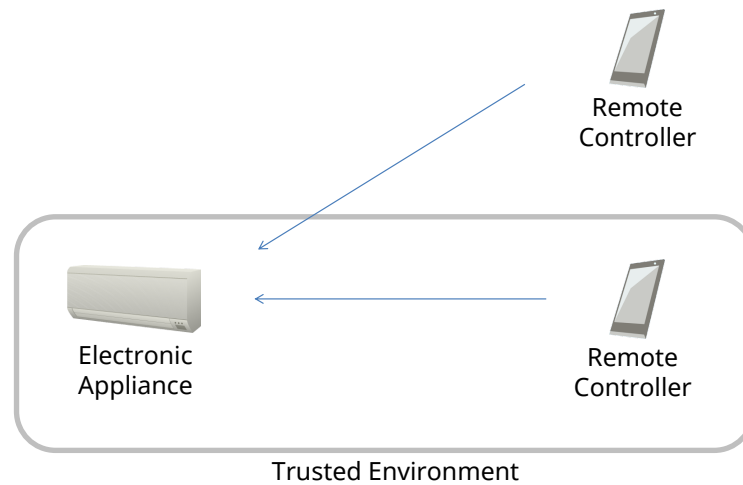 Remote
Controller
Electronic
Appliance
Remote
Controller
Trusted Environment